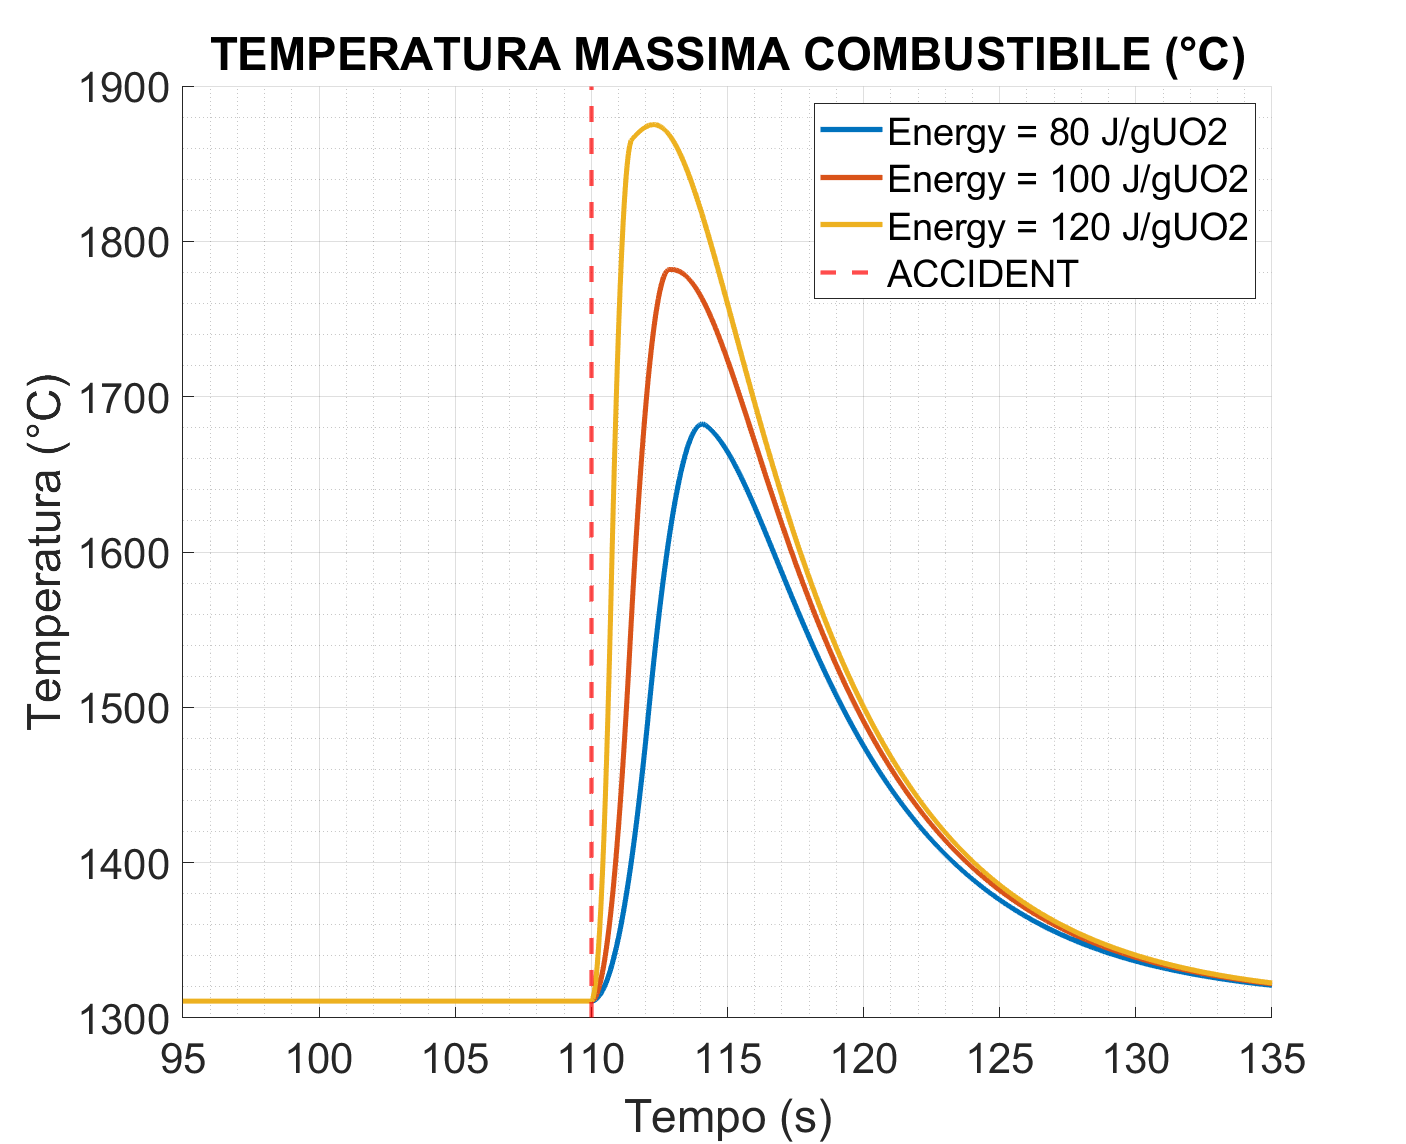 TEMPERATURA MASSIMA COMBUSTIBILE (°C)
Energy = 80 J/gUO2
Energy = 100 J/gUO2
Energy = 120 J/gUO2
ACCIDENT
Temperatura (°C)
1900
1800
1700
1600
1500
1400
1300
95 100 105 110 115 120 125 130 135
Tempo (s)